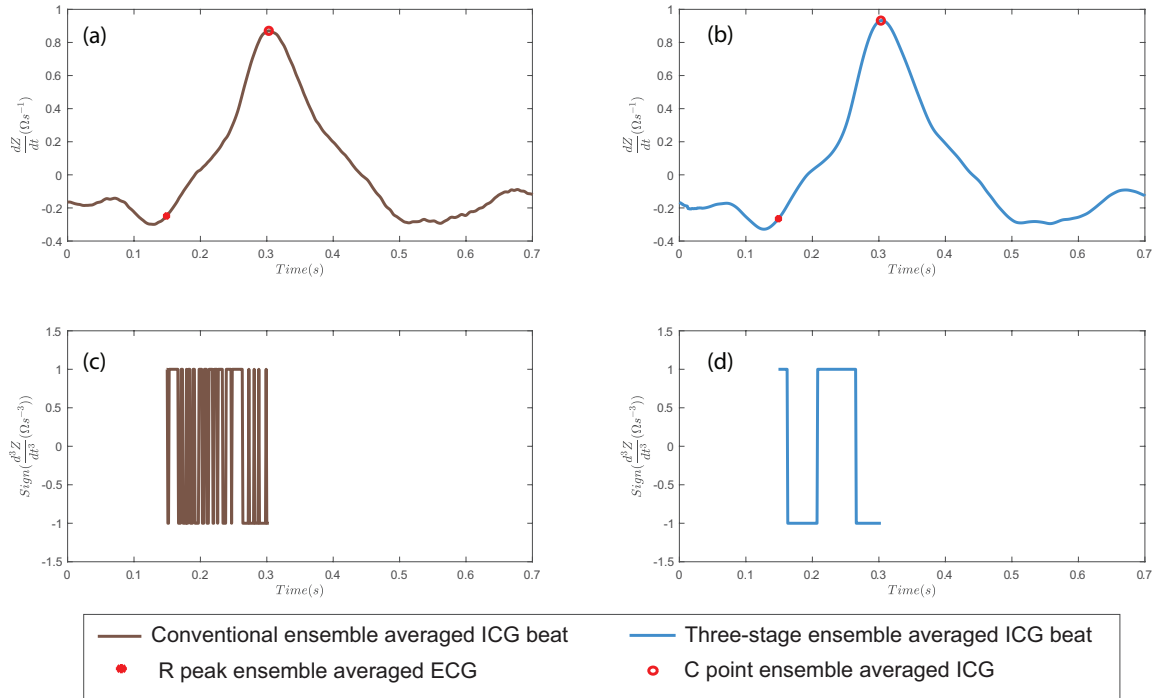 (a)
1
0.8
0.6
0.4
0.2
0
-0.2
-0.4
dZ/dt (Ωs⁻¹)
0 0.1 0.2 0.3 0.4 0.5 0.6 0.7
Time(s)
(b)
1
0.8
0.6
0.4
0.2
0
-0.2
-0.4
dZ/dt (Ωs⁻¹)
0 0.1 0.2 0.3 0.4 0.5 0.6 0.7
Time(s)
(c)
1.5
1
0.5
0
-0.5
-1
-1.5
Sign(d³Z/dt³ (Ωs⁻³))
0 0.1 0.2 0.3 0.4 0.5 0.6 0.7
Time(s)
(d)
1.5
1
0.5
0
-0.5
-1
-1.5
Sign(d³Z/dt³ (Ωs⁻³))
0 0.1 0.2 0.3 0.4 0.5 0.6 0.7
Time(s)
Conventional ensemble averaged ICG beat
Three-stage ensemble averaged ICG beat
R peak ensemble averaged ECG
C point ensemble averaged ICG